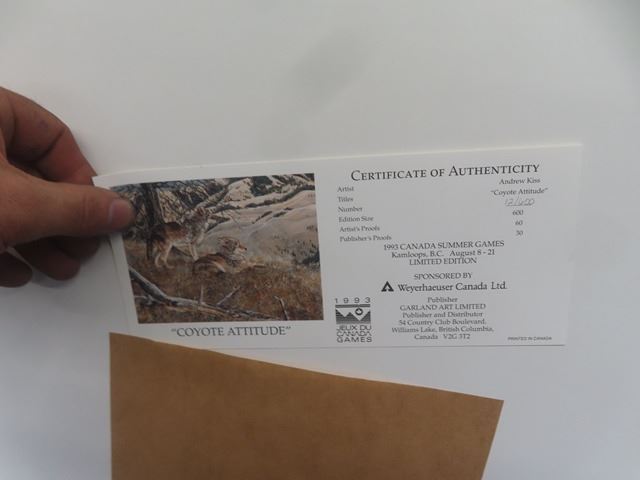 CERTIFICATE OF AUTHENTICITY
Artist Andrew Kiss
Titles "Coyote Attitude"
Number 12/600
Edition Size 600
Artist's Proofs 60
Publisher's Proofs 30
1993 CANADA SUMMER GAMES
Kamloops, B.C. August 8 - 21
LIMITED EDITION
SPONSORED BY
Weyerhaeuser Canada Ltd.
Publisher
GARLAND ART LIMITED
Publisher and Distributor
54 Country Club Boulevard,
Williams Lake, British Columbia,
Canada V2G 3T2
PRINTED IN CANADA
1993
JEUX DU
CANADA
GAMES
"COYOTE ATTITUDE"